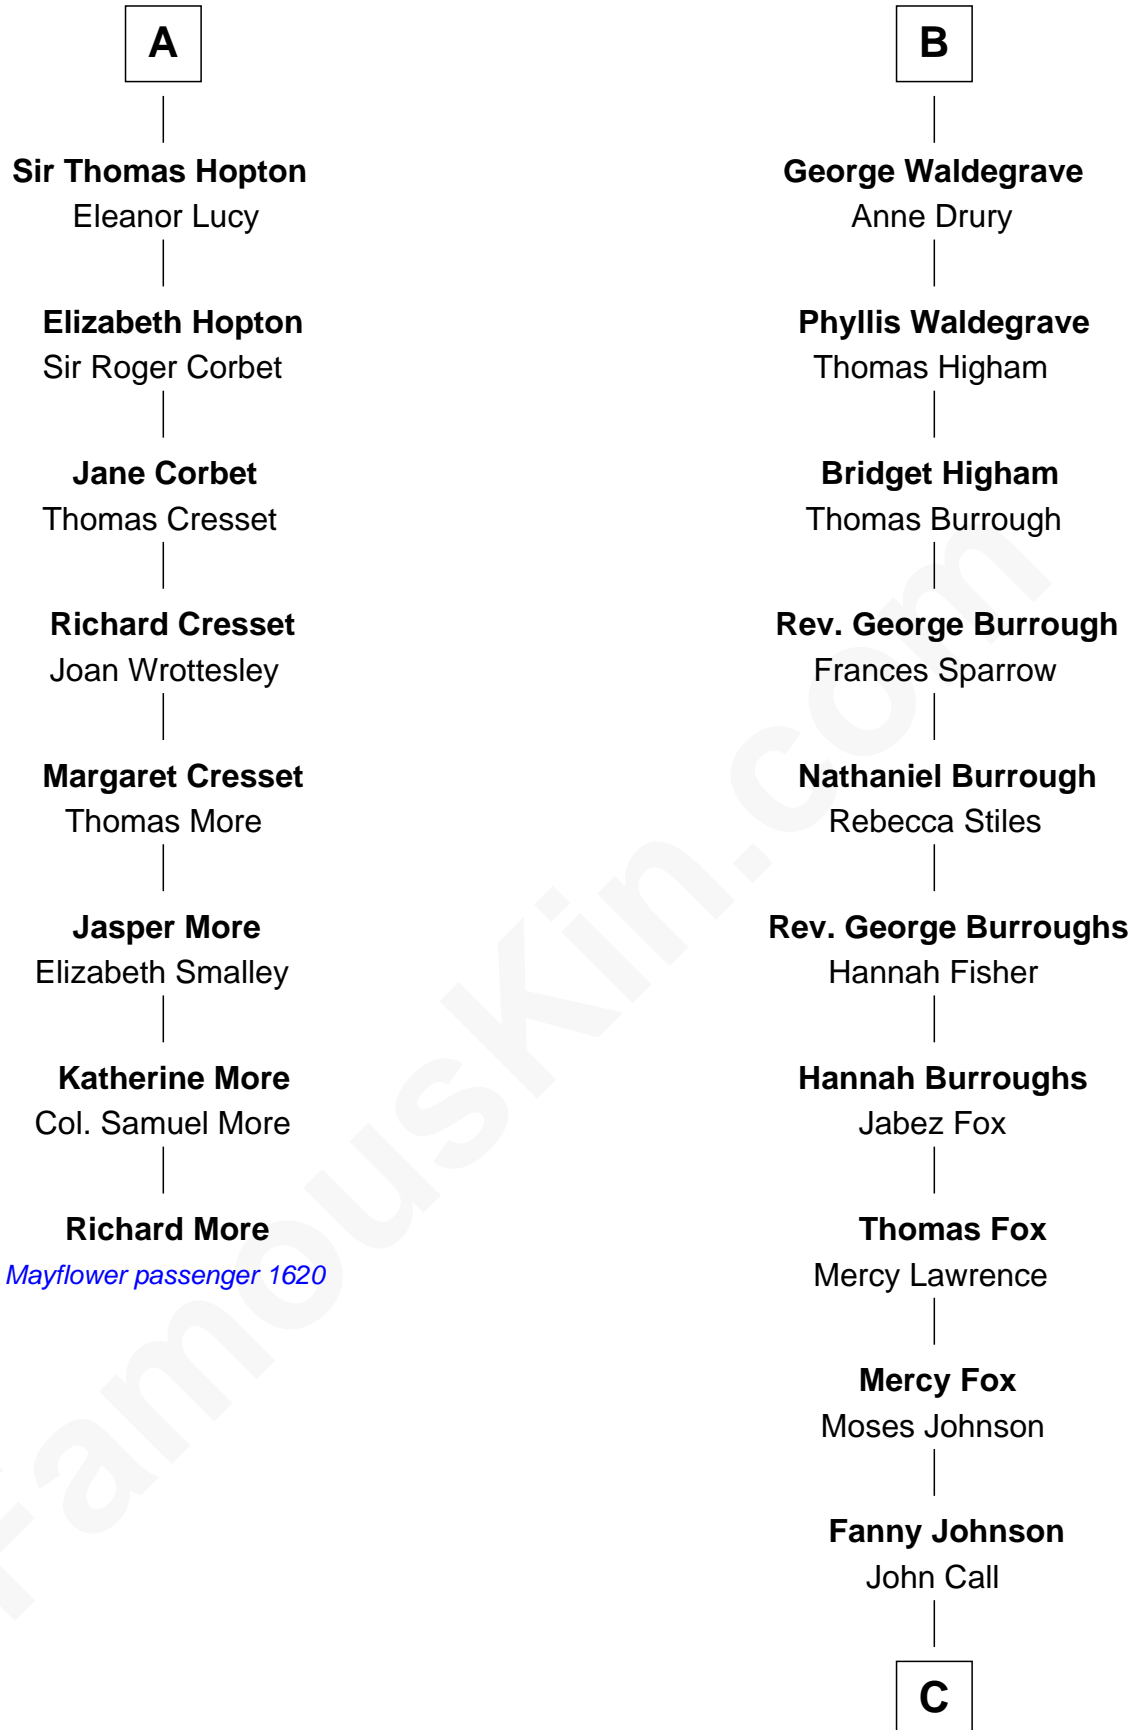 A
Sir Thomas Hopton
Eleanor Lucy
Elizabeth Hopton
Sir Roger Corbet
Jane Corbet
Thomas Cresset
Richard Cresset
Joan Wrottesley
Margaret Cresset
Thomas More
Jasper More
Elizabeth Smalley
Katherine More
Col. Samuel More
Richard More
Mayflower passenger 1620
B
George Waldegrave
Anne Drury
Phyllis Waldegrave
Thomas Higham
Bridget Higham
Thomas Burrough
Rev. George Burrough
Frances Sparrow
Nathaniel Burrough
Rebecca Stiles
Rev. George Burroughs
Hannah Fisher
Hannah Burroughs
Jabez Fox
Thomas Fox
Mercy Lawrence
Mercy Fox
Moses Johnson
Fanny Johnson
John Call
C
FamousKin.com